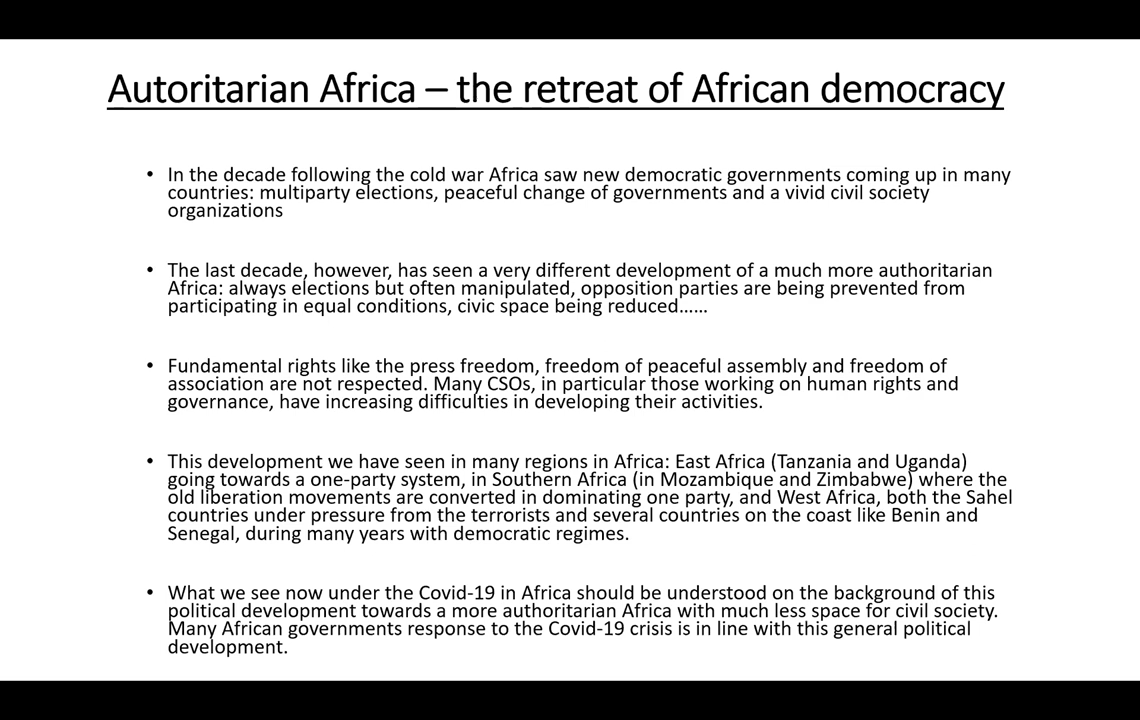 Autoritarian Africa – the retreat of African democracy
• In the decade following the cold war Africa saw new democratic governments coming up in many
countries: multiparty elections, peaceful change of governments and a vivid civil society
organizations
• The last decade, however, has seen a very different development of a much more authoritarian
Africa: always elections but often manipulated, opposition parties are being prevented from
participating in equal conditions, civic space being reduced......
• Fundamental rights like the press freedom, freedom of peaceful assembly and freedom of
association are not respected. Many CSOs, in particular those working on human rights and
governance, have increasing difficulties in developing their activities.
• This development we have seen in many regions in Africa: East Africa (Tanzania and Uganda)
going towards a one-party system, in Southern Africa (in Mozambique and Zimbabwe) where the
old liberation movements are converted in dominating one party, and West Africa, both the Sahel
countries under pressure from the terrorists and several countries on the coast like Benin and
Senegal, during many years with democratic regimes.
• What we see now under the Covid-19 in Africa should be understood on the background of this
political development towards a more authoritarian Africa with much less space for civil society.
Many African governments response to the Covid-19 crisis is in line with this general political
development.